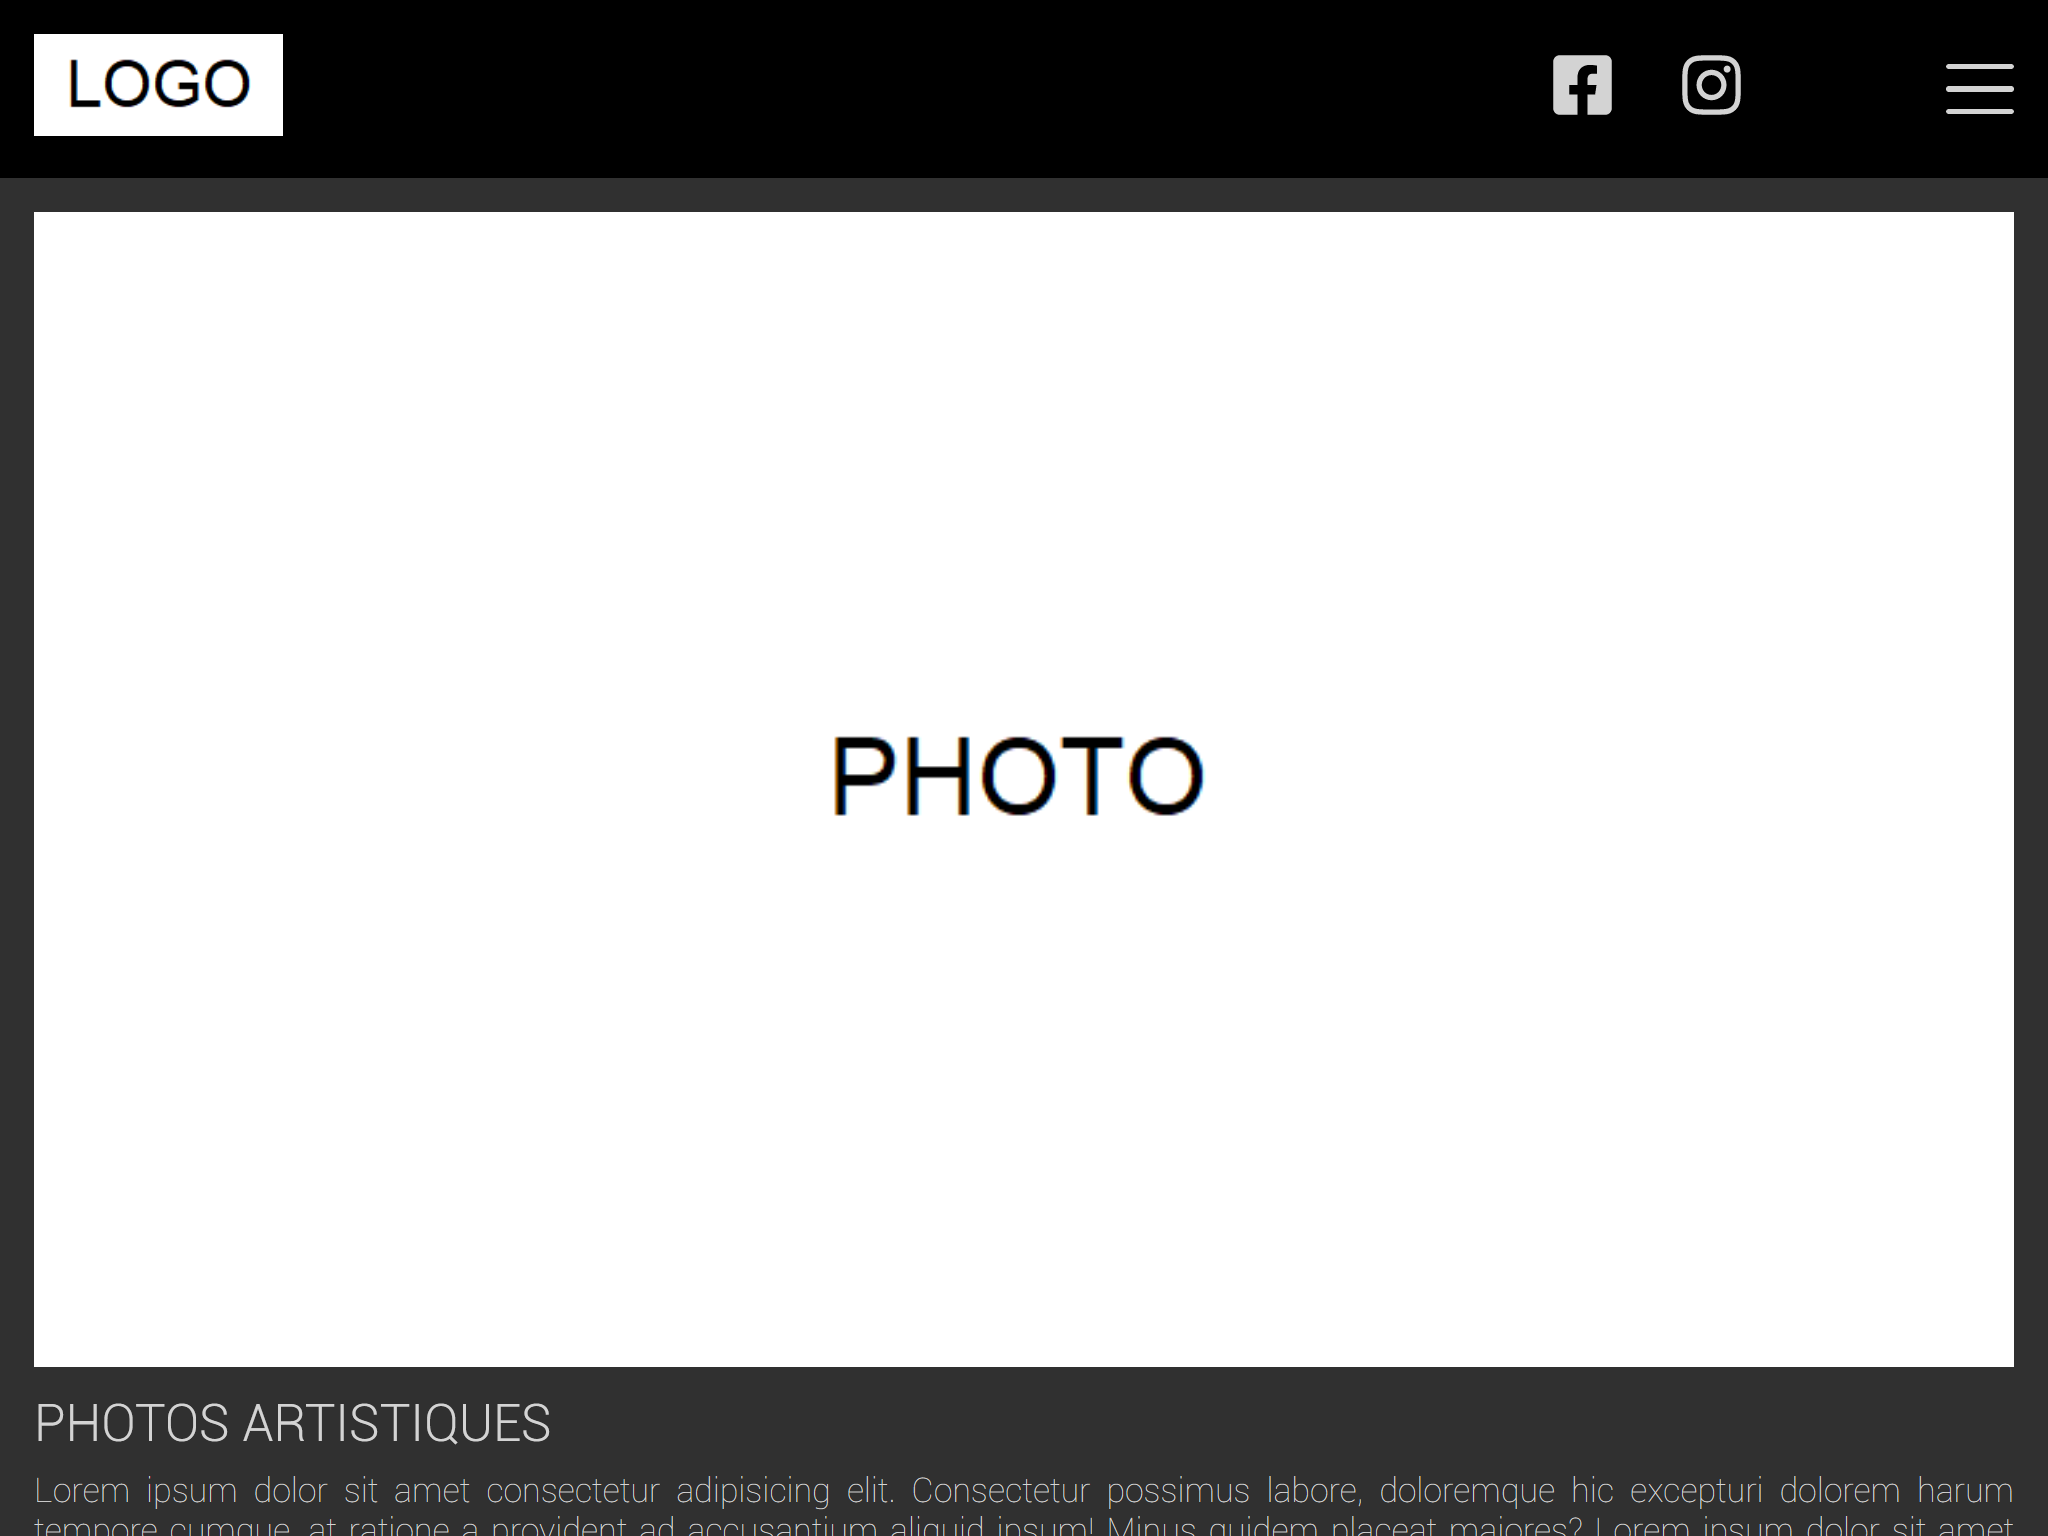 LOGO
PHOTO
PHOTOS ARTISTIQUES
Lorem ipsum dolor sit amet consectetur adipisicing elit. Consectetur possimus labore, doloremque hic excepturi dolorem harum
tempore cumque, at ratione a provident ad accusantium aliquid ipsum! Minus quidem placeat maiores? Lorem ipsum dolor sit amet